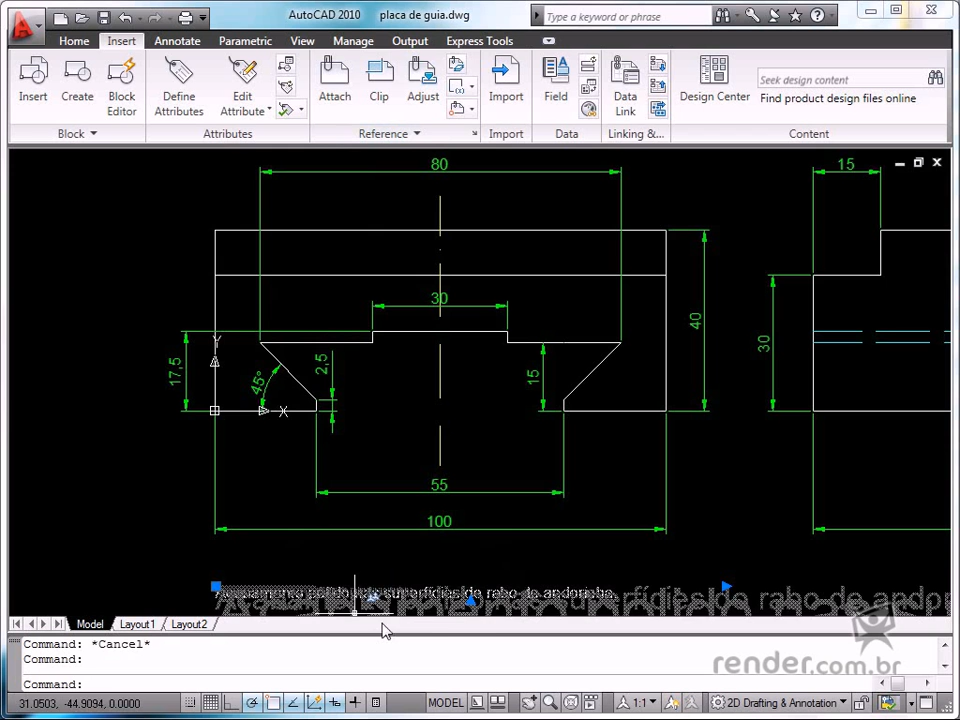 AutoCAD 2010 placa de guia.dwg
Type a keyword or phrase
Home Insert Annotate Parametric View Manage Output Express Tools
Insert Create Block Editor
Define Attributes Edit Attribute
Attach Clip Adjust
Import
Field
Data Link
Design Center
Seek design content
Find product design files online
Block Attributes Reference Import Data Linking &... Content
80
15
30
40
30
17,5
45°
2,5
15
Y
X
55
100
Acabamento polido nas superfícies do rabo de andorinha.
Model Layout1 Layout2
Command: *Cancel*
Command:
Command:
render.com.br
31.0503, -44.9094, 0.0000
MODEL
1:1
2D Drafting & Annotation